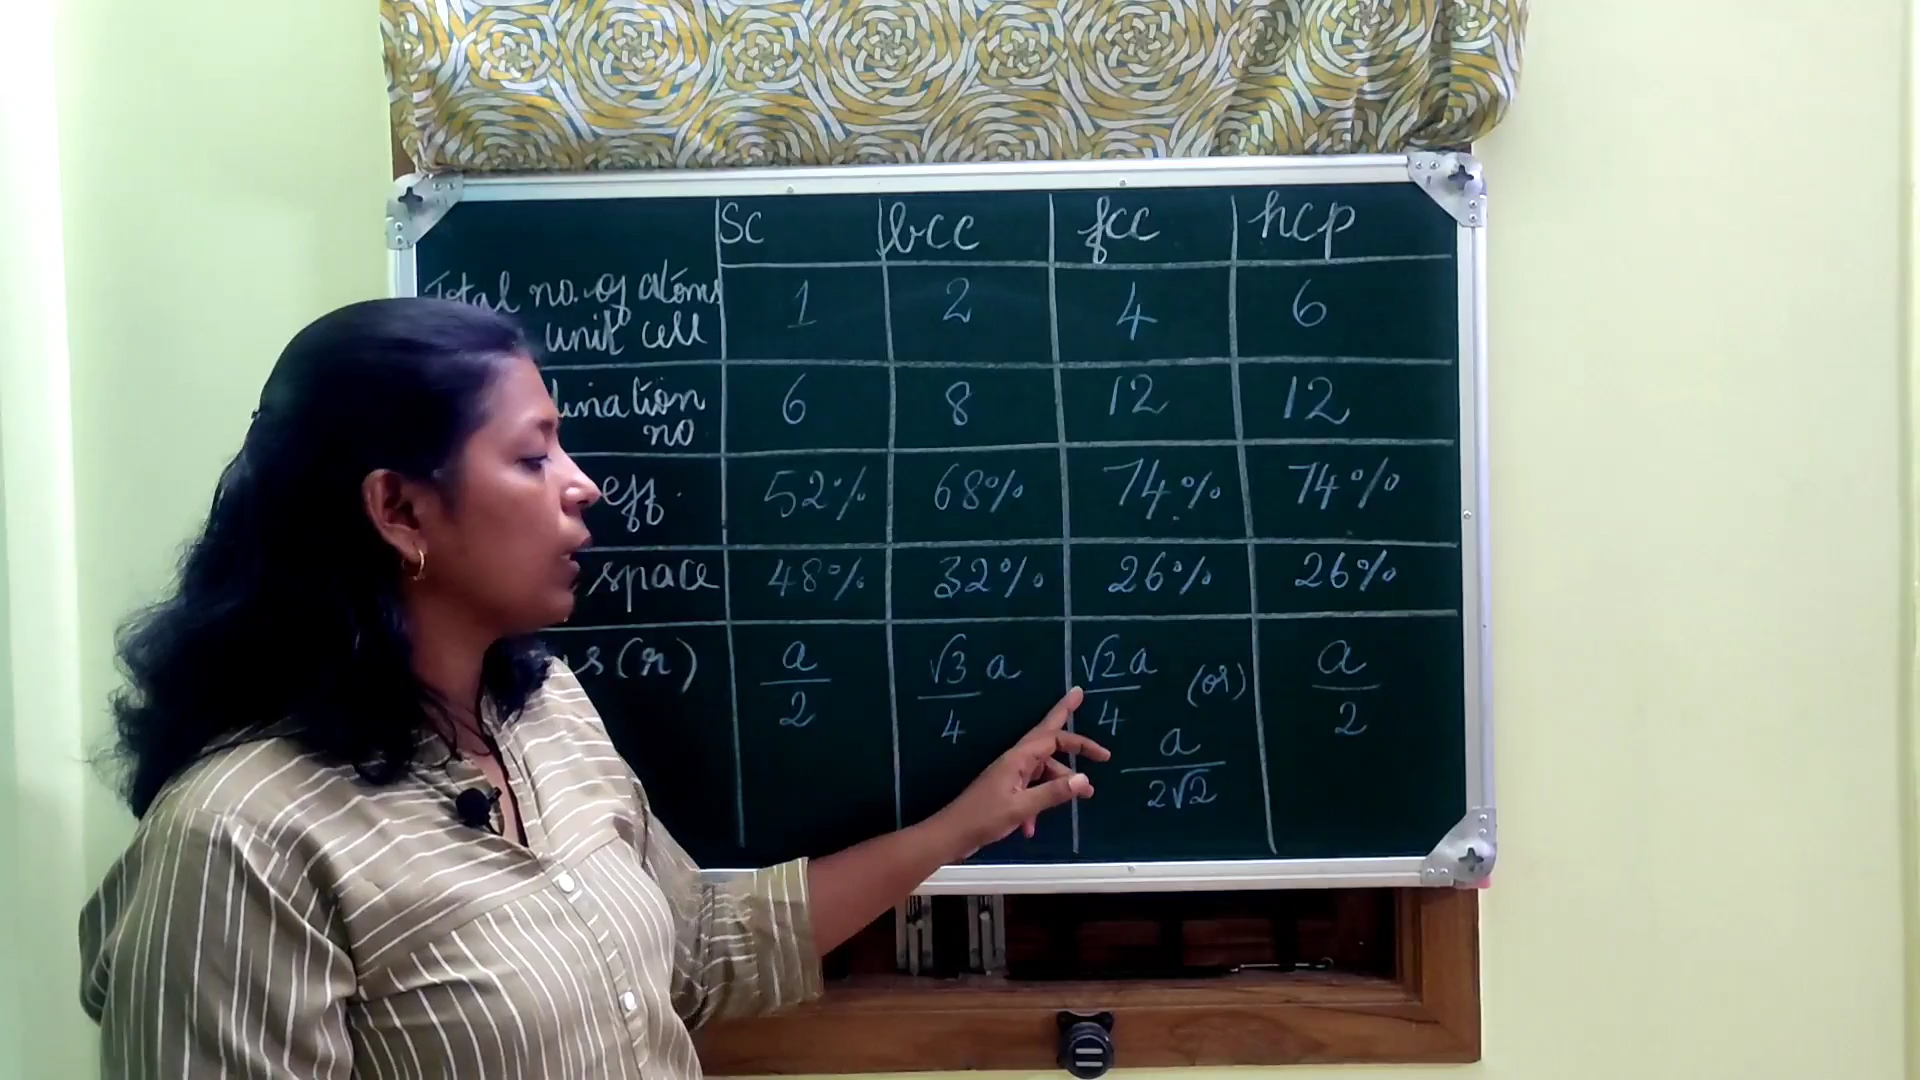 sc bcc fcc hcp
Total no. of atoms 1 2 4 6
unit cell
6 8 12 12
no
eff. 52% 68% 74% 74%
space 48% 32% 26% 26%
(r) a/2 √3/4 a √2a/4 (or) a/2
a/2√2